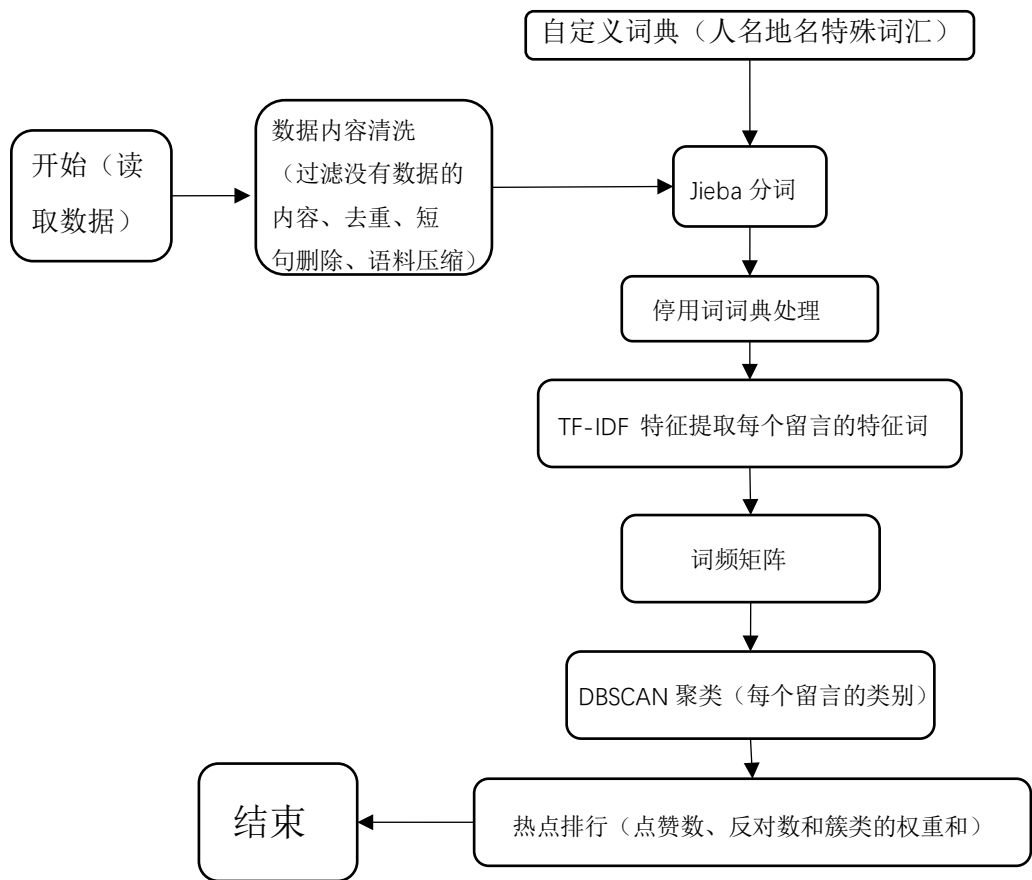 自定义词典（人名地名特殊词汇）
开始（读
取数据）
数据内容清洗
（过滤没有数据的
内容、去重、短
句删除、语料压缩）
Jieba 分词
停用词词典处理
TF-IDF 特征提取每个留言的特征词
词频矩阵
DBSCAN 聚类（每个留言的类别）
热点排行（点赞数、反对数和簇类的权重和）
结束